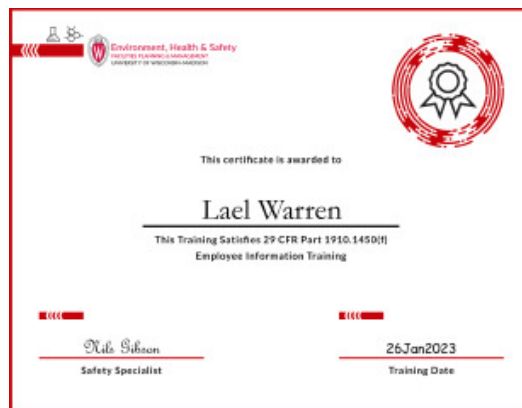 Environment, Health & Safety
FACILITIES PLANNING & MANAGEMENT
UNIVERSITY OF WISCONSIN-MADISON
This certificate is awarded to
Lael Warren
This Training Satisfies 29 CFR Part 1910.1450(f)
Employee Information Training
Nils Gibson
26Jan2023
Safety Specialist
Training Date